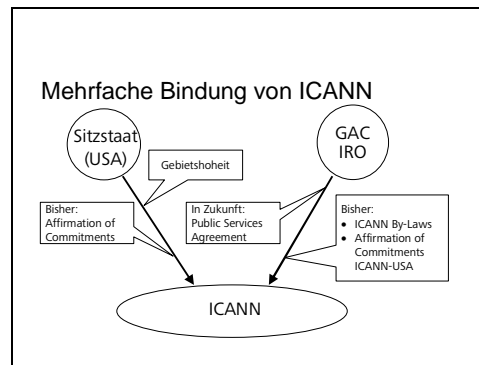 Mehrfache Bindung von ICANN
Sitzstaat
(USA)
GAC
IRO
Gebietshoheit
Bisher:
Affirmation of
Commitments
In Zukunft:
Public Services
Agreement
Bisher:
• ICANN By-Laws
• Affirmation of
Commitments
ICANN-USA
ICANN